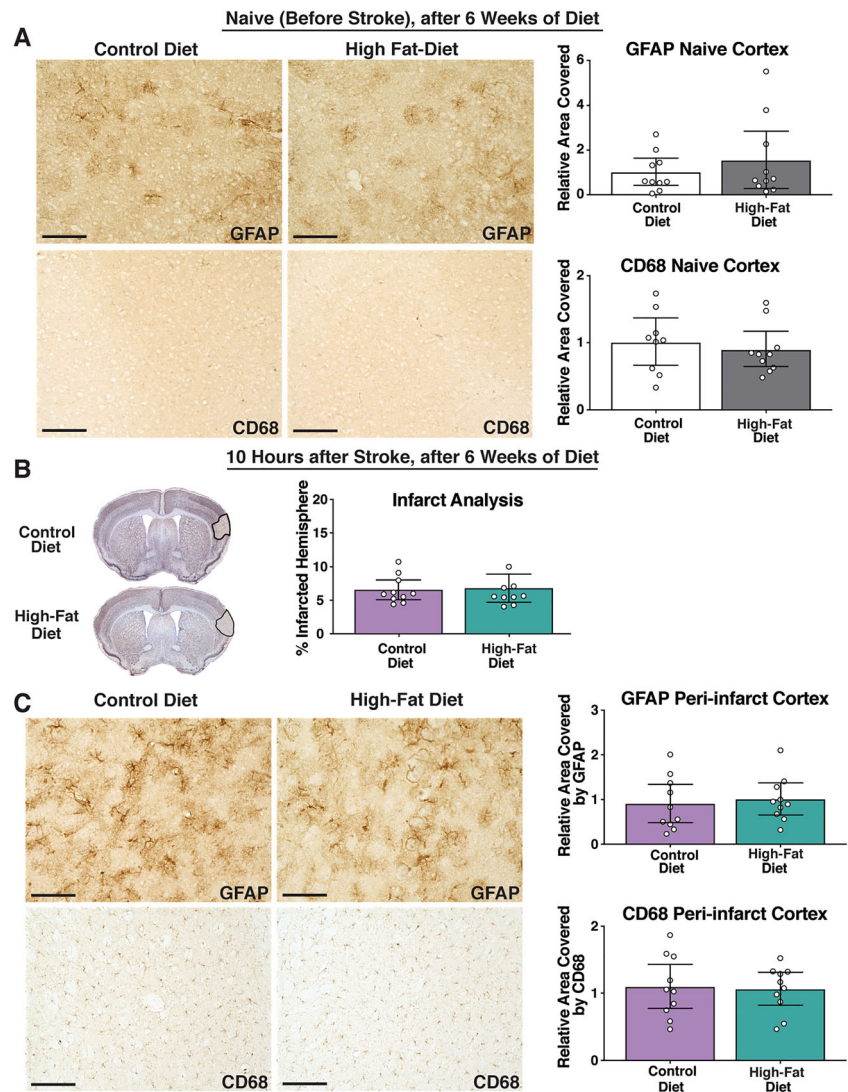 Naive (Before Stroke), after 6 Weeks of Diet
A
Control Diet
High Fat-Diet
GFAP
GFAP
CD68
CD68
GFAP Naive Cortex
Relative Area Covered
6
4
2
0
Control
Diet
High-Fat
Diet
CD68 Naive Cortex
Relative Area Covered
2
1
0
Control
Diet
High-Fat
Diet
B
10 Hours after Stroke, after 6 Weeks of Diet
Control
Diet
High-Fat
Diet
Infarct Analysis
% Infarcted Hemisphere
20
15
10
5
0
Control
Diet
High-Fat
Diet
C
Control Diet
High-Fat Diet
GFAP
GFAP
CD68
CD68
GFAP Peri-infarct Cortex
Relative Area Covered
by GFAP
3
2
1
0
Control
Diet
High-Fat
Diet
CD68 Peri-infarct Cortex
Relative Area Covered
by CD68
2
1
0
Control
Diet
High-Fat
Diet